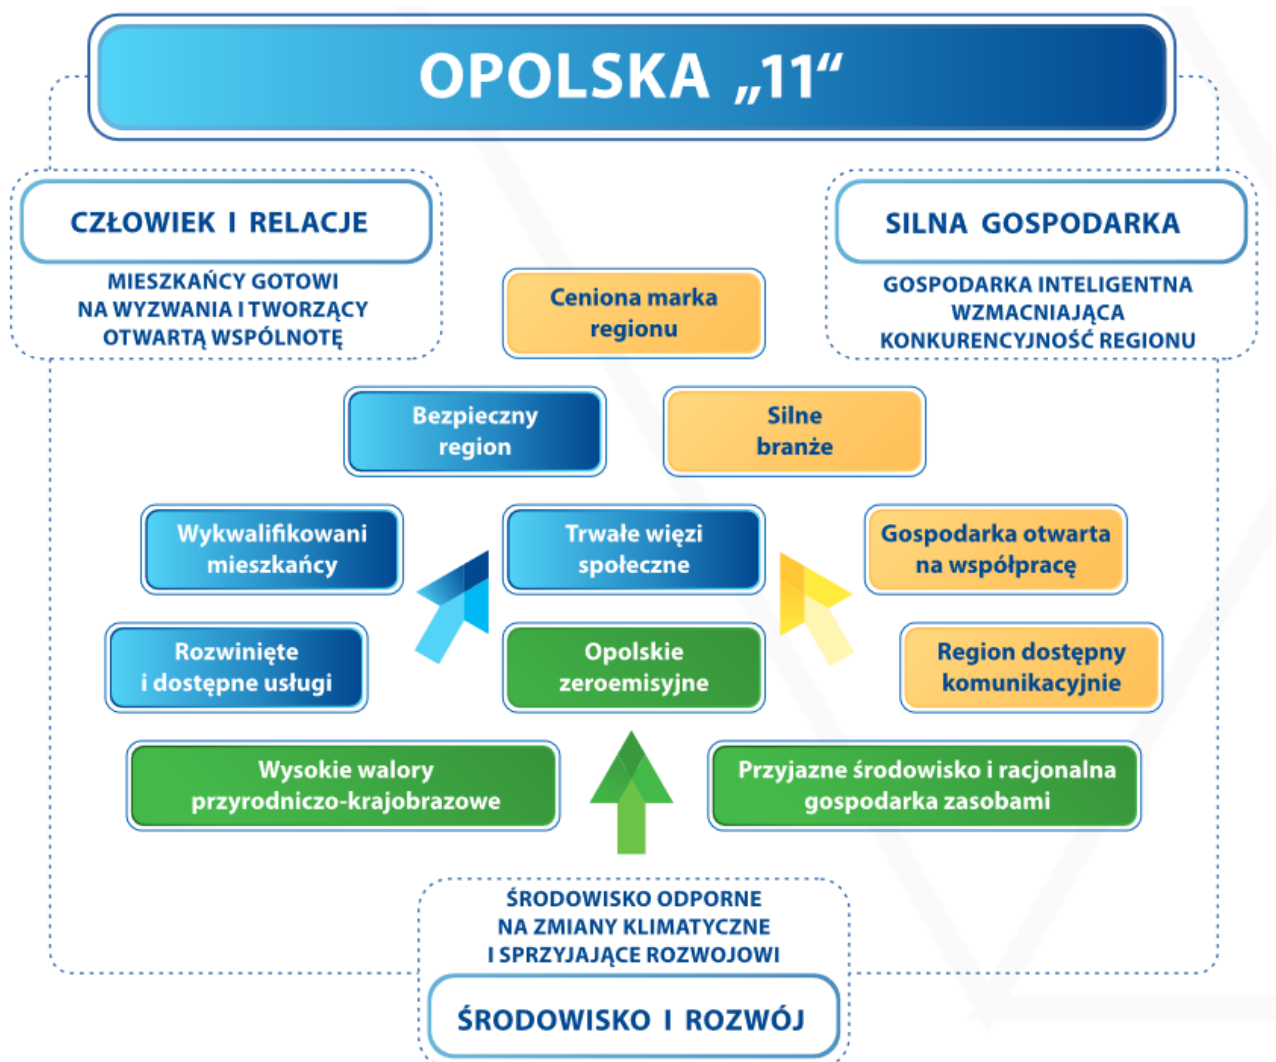 OPOLSKA „11“
CZŁOWIEK I RELACJE
MIESZKAŃCY GOTOWI
NA WYZWANIA I TWORZĄCY
OTWARTĄ WSPÓLNOTĘ
SILNA GOSPODARKA
GOSPODARKA INTELIGENTNA
WZMACNIAJĄCA
KONKURENCYJNOŚĆ REGIONU
Ceniona marka
regionu
Bezpieczny
region
Silne
branże
Wykwalifikowani
mieszkańcy
Trwałe więzi
społeczne
Gospodarka otwarta
na współpracę
Rozwinięte
i dostępne usługi
Opolskie
zeroemisyjne
Region dostępny
komunikacyjnie
Wysokie walory
przyrodniczo-krajobrazowe
Przyjazne środowisko i racjonalna
gospodarka zasobami
ŚRODOWISKO ODPORNE
NA ZMIANY KLIMATYCZNE
I SPRZYJAJĄCE ROZWOJOWI
ŚRODOWISKO I ROZWÓJ